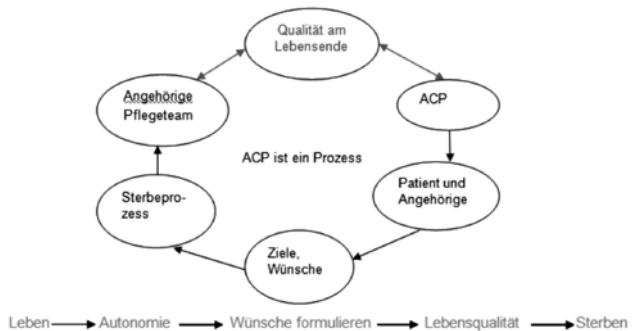 Qualität am
Lebensende
Angehörige
Pflegeteam
ACP
ACP ist ein Prozess
Patient und
Angehörige
Sterbepro-
zess
Ziele,
Wünsche
Leben Autonomie Wünsche formulieren Lebensqualität Sterben